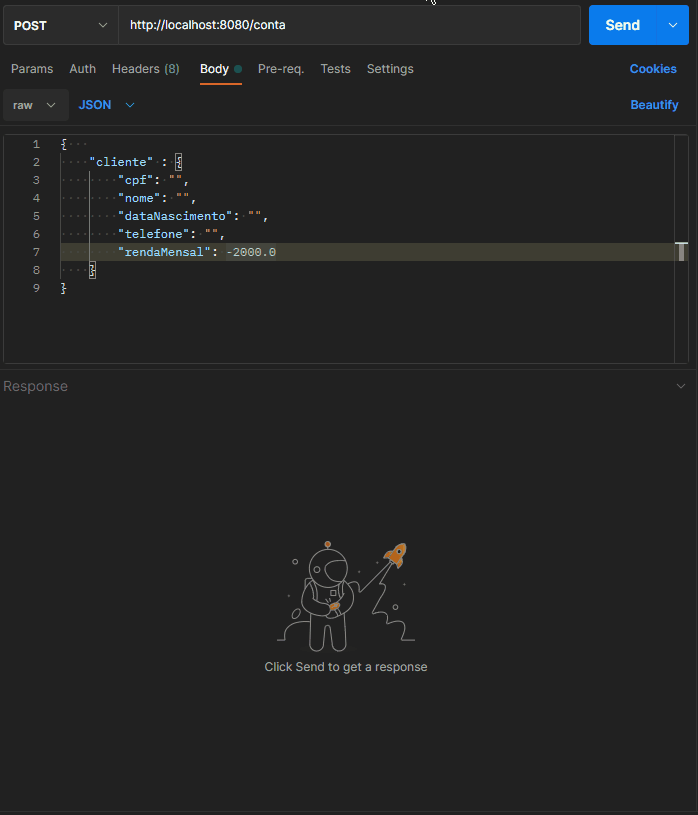 POST http://localhost:8080/conta Send
Params Auth Headers (8) Body Pre-req. Tests Settings Cookies
raw JSON Beautify
1 {
2 "cliente" : {
3 "cpf": "",
4 "nome": "",
5 "dataNascimento": "",
6 "telefone": "",
7 "rendaMensal": -2000.0
8 }
9 }
Response
Click Send to get a response